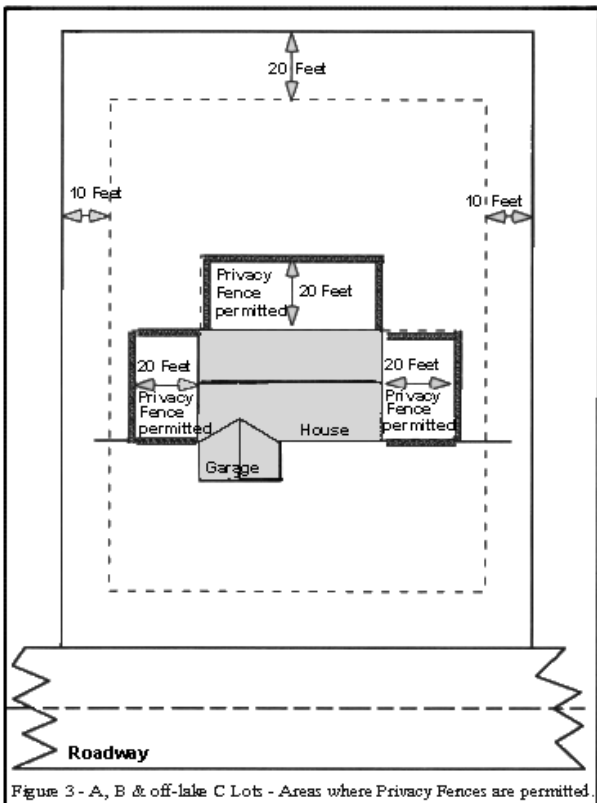 20 Feet
10 Feet
10 Feet
Privacy
Fence
permitted
20 Feet
20 Feet
Privacy
Fence
permitted
20 Feet
Privacy
Fence
permitted
House
Garage
Roadway
Figure 3 - A, B & off-lake C Lots - Areas where Privacy Fences are permitted.